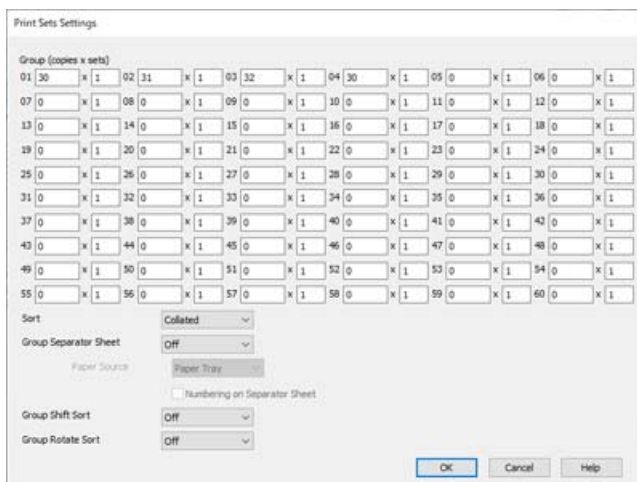 Print Sets Settings
Group (copies x sets)
01 30 x 1 02 31 x 1 03 32 x 1 04 30 x 1 05 0 x 1 06 0 x 1
07 0 x 1 08 0 x 1 09 0 x 1 10 0 x 1 11 0 x 1 12 0 x 1
13 0 x 1 14 0 x 1 15 0 x 1 16 0 x 1 17 0 x 1 18 0 x 1
19 0 x 1 20 0 x 1 21 0 x 1 22 0 x 1 23 0 x 1 24 0 x 1
25 0 x 1 26 0 x 1 27 0 x 1 28 0 x 1 29 0 x 1 30 0 x 1
31 0 x 1 32 0 x 1 33 0 x 1 34 0 x 1 35 0 x 1 36 0 x 1
37 0 x 1 38 0 x 1 39 0 x 1 40 0 x 1 41 0 x 1 42 0 x 1
43 0 x 1 44 0 x 1 45 0 x 1 46 0 x 1 47 0 x 1 48 0 x 1
49 0 x 1 50 0 x 1 51 0 x 1 52 0 x 1 53 0 x 1 54 0 x 1
55 0 x 1 56 0 x 1 57 0 x 1 58 0 x 1 59 0 x 1 60 0 x 1
Sort Collated
Group Separator Sheet Off
Paper Source Paper Tray
Numbering on Separator Sheet
Group Shift Sort Off
Group Rotate Sort Off
OK Cancel Help